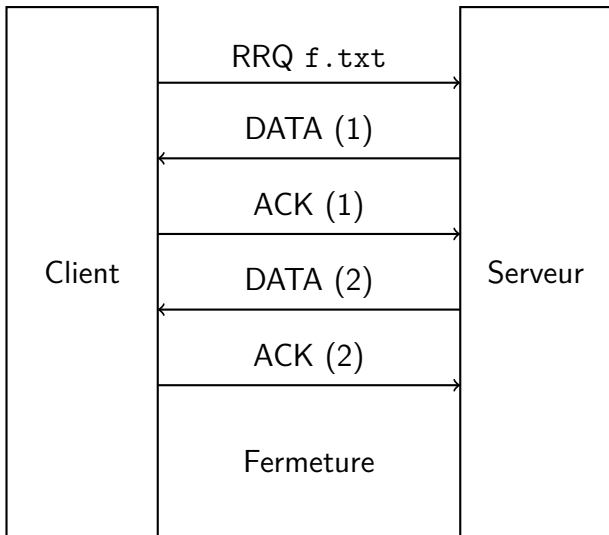 RRQ f.txt
DATA (1)
ACK (1)
Client
DATA (2)
Serveur
ACK (2)
Fermeture